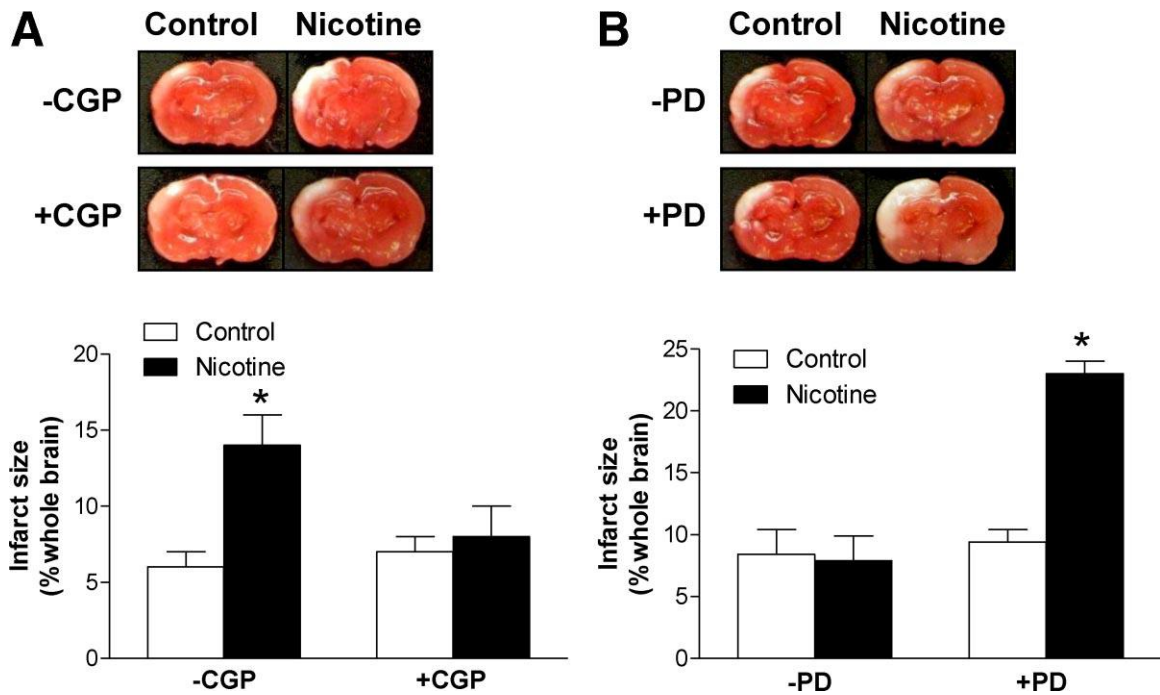 A
Control Nicotine
-CGP
+CGP
Control
Nicotine
Infarct size
(% whole brain)
20
15
10
5
0
*
-CGP +CGP
B
Control Nicotine
-PD
+PD
Control
Nicotine
Infarct size
(% whole brain)
25
20
15
10
5
0
*
-PD +PD